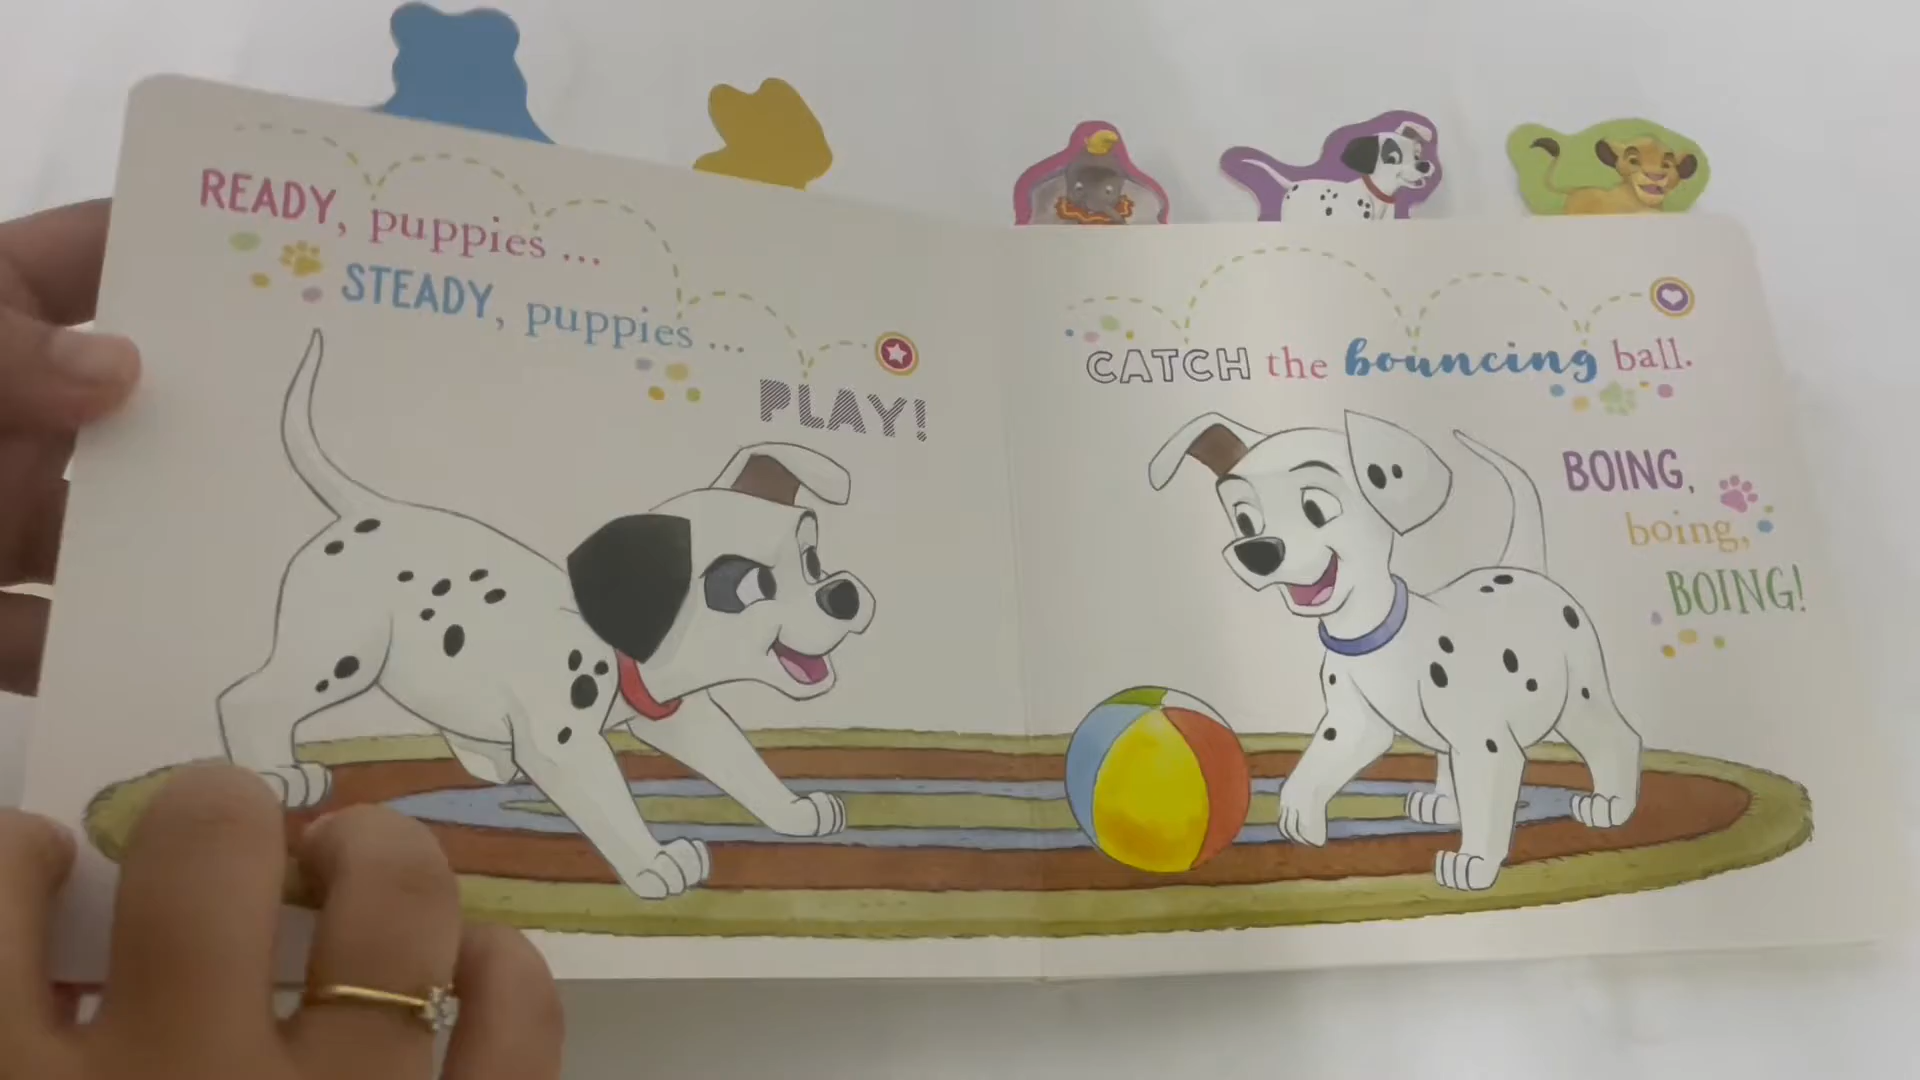 READY, puppies ...
STEADY, puppies ...
PLAY!
CATCH the bouncing ball.
BOING,
boing,
BOING!